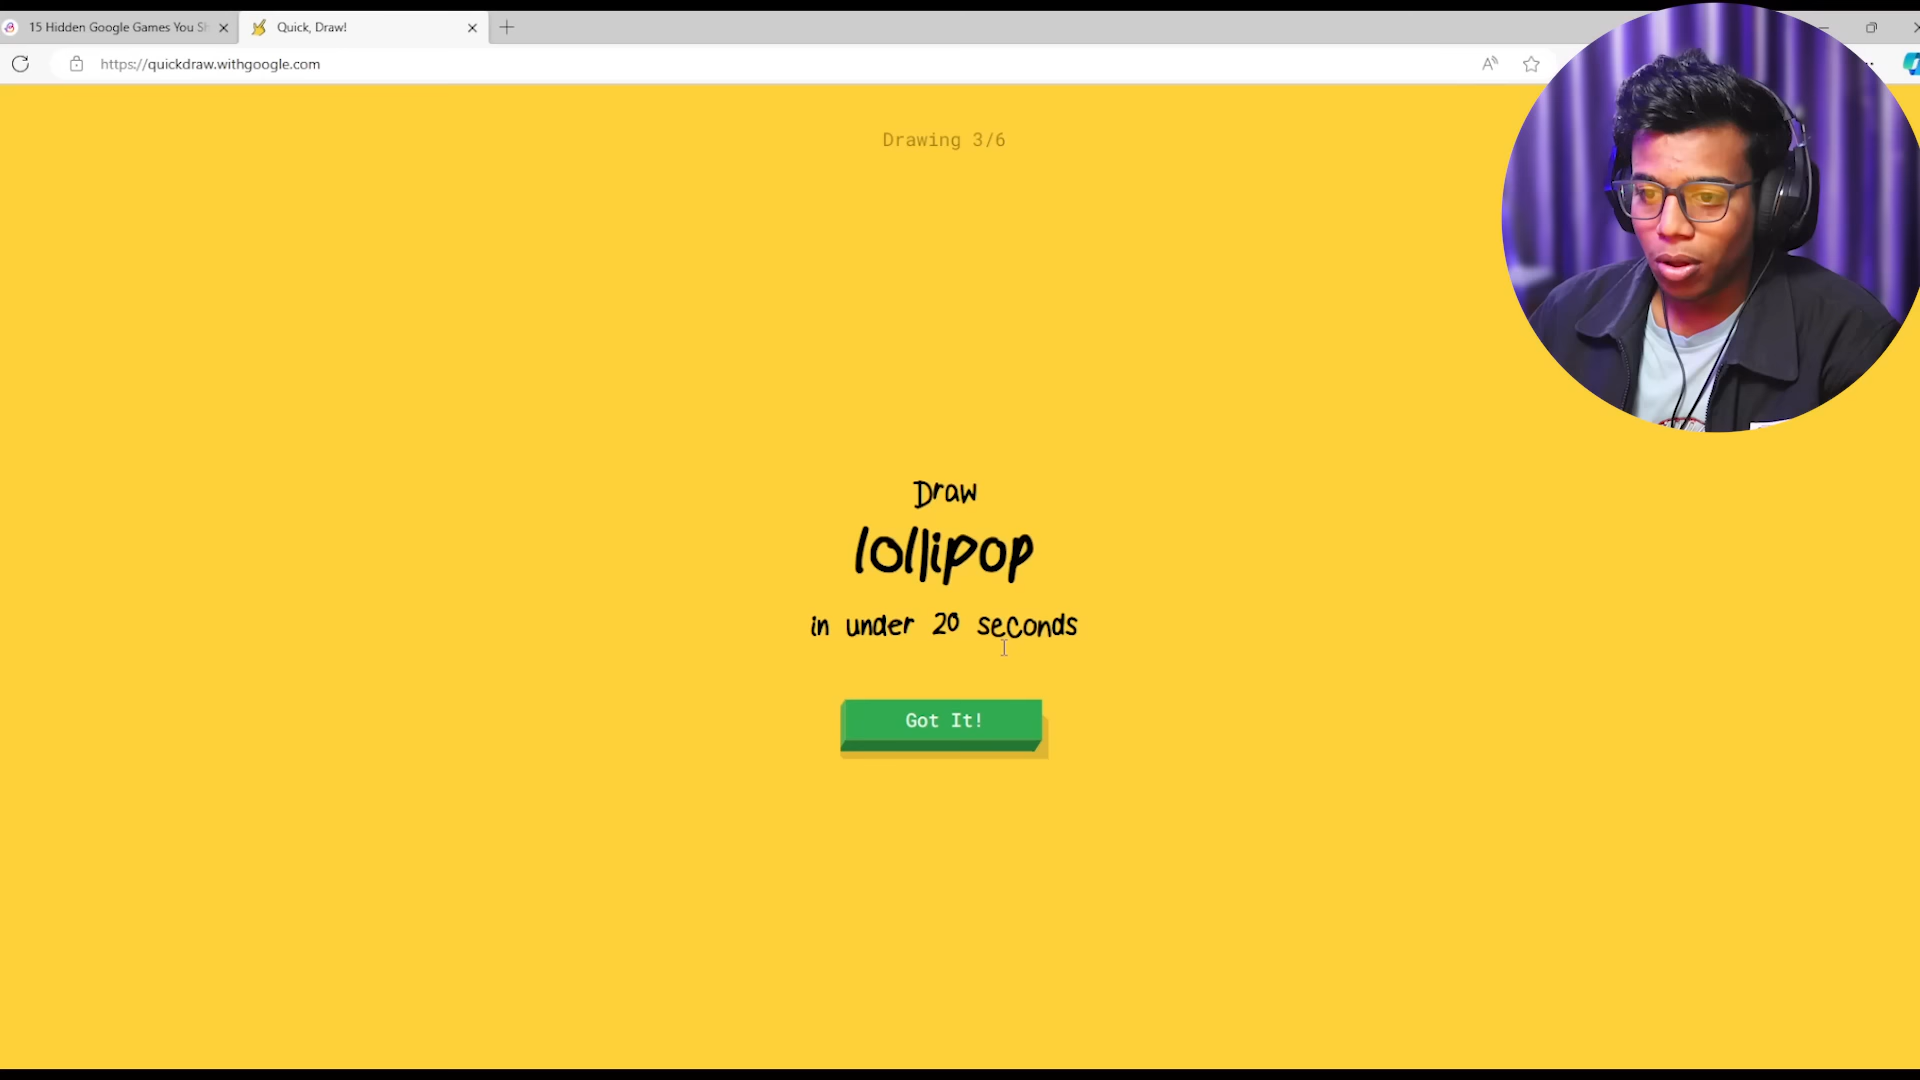 15 Hidden Google Games You Sh
Quick, Draw!
https://quickdraw.withgoogle.com
Drawing 3/6
Draw
lollipop
in under 20 seconds
Got It!